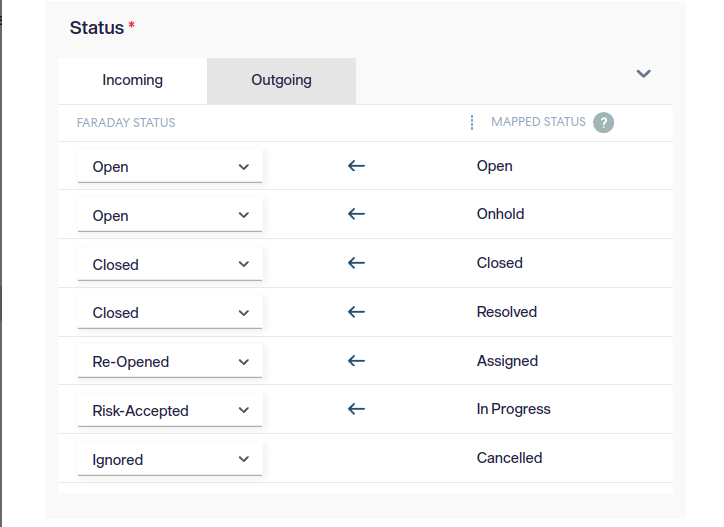 Status *
Incoming Outgoing
FARADAY STATUS MAPPED STATUS ?
Open Open
Open Onhold
Closed Closed
Closed Resolved
Re-Opened Assigned
Risk-Accepted In Progress
Ignored Cancelled